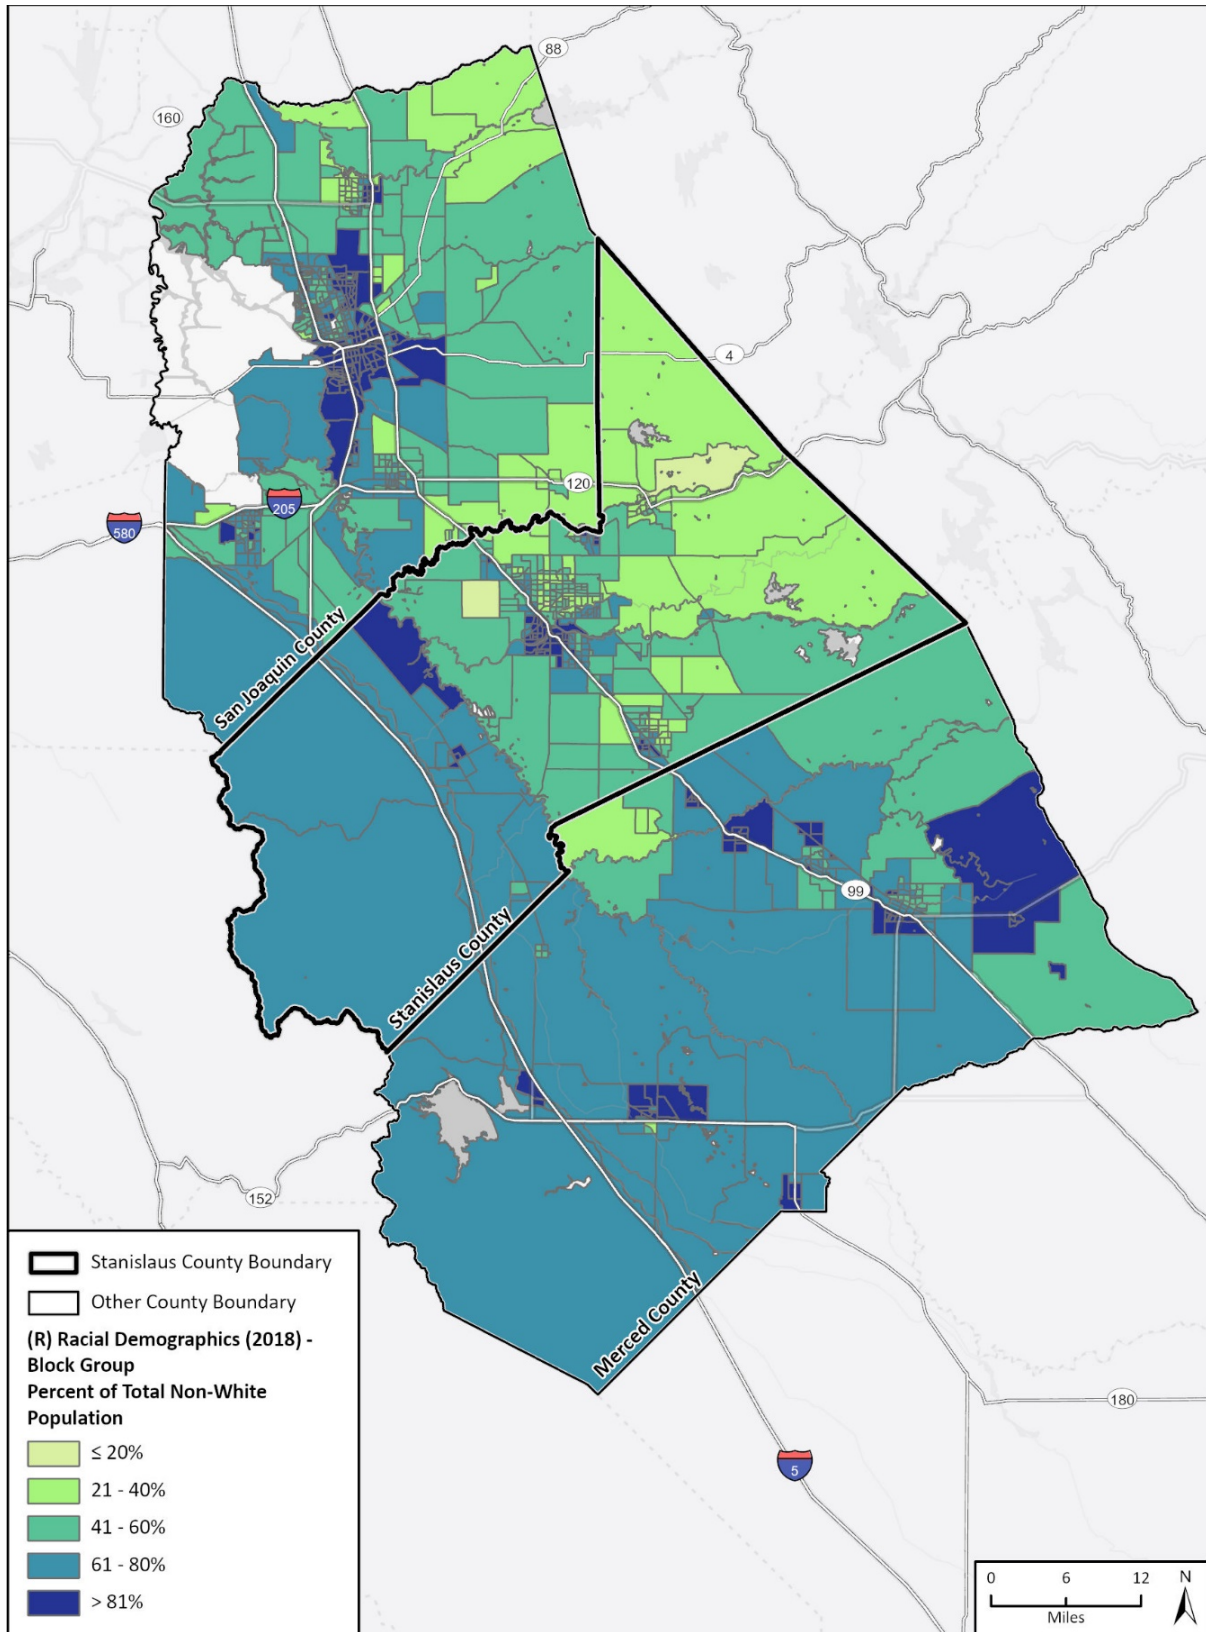 88
160
4
120
205
580
San Joaquin County
99
Stanislaus County
152
Merced County
180
5
Stanislaus County Boundary
Other County Boundary
(R) Racial Demographics (2018) -
Block Group
Percent of Total Non-White
Population
≤ 20%
21 - 40%
41 - 60%
61 - 80%
> 81%
0 6 12 N
Miles